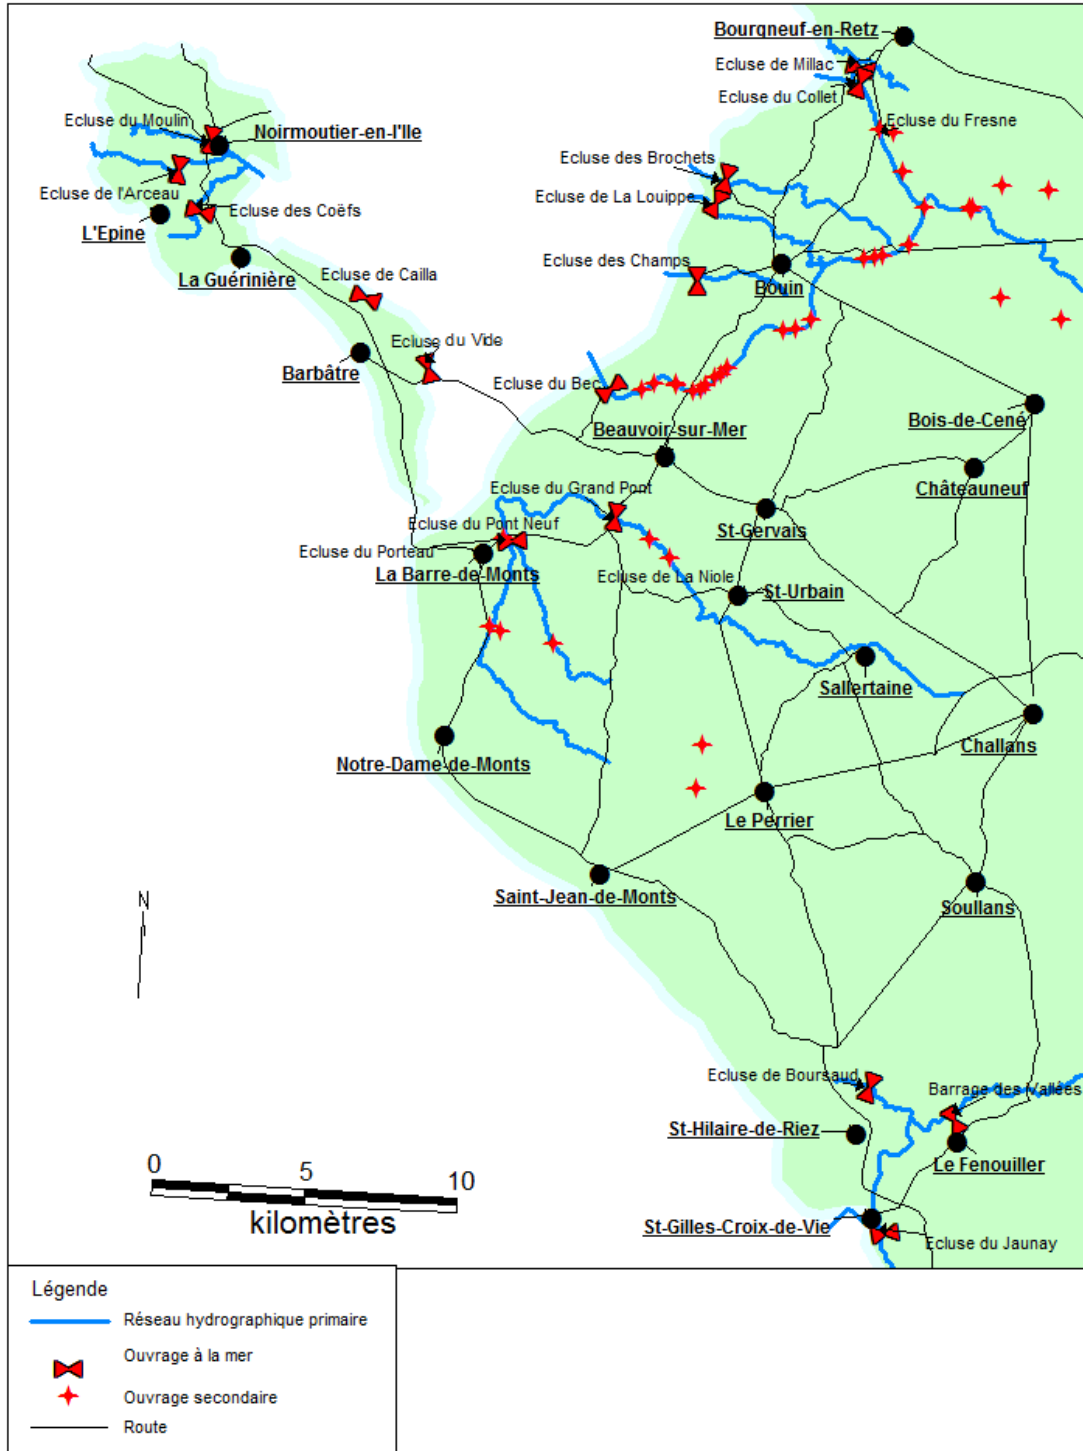 Bourgneuf-en-Retz
Ecluse de Millac
Ecluse du Collet
Ecluse du Fresne
Ecluse du Moulin
Noirmoutier-en-l'Ile
Ecluse des Brochets
Ecluse de l'Arceau
Ecluse de La Louippe
Ecluse des Coëfs
L'Epine
Ecluse des Champs
La Guérinière
Ecluse de Cailla
Bouin
Ecluse du Vide
Barbâtre
Ecluse du Bec
Bois-de-Cené
Beauvoir-sur-Mer
Châteauneuf
Ecluse du Grand Pont
Ecluse du Pont Neuf
St-Gervais
Ecluse du Porteau
La Barre-de-Monts
Ecluse de La Niole
St-Urbain
Sallertaine
Challans
Notre-Dame-de-Monts
Le Perrier
Saint-Jean-de-Monts
Soullans
N
Ecluse de Boursaud
Barrage des Vallées
St-Hilaire-de-Riez
Le Fenouiller
0 5 10
kilomètres
St-Gilles-Croix-de-Vie
Ecluse du Jaunay
Légende
Réseau hydrographique primaire
Ouvrage à la mer
Ouvrage secondaire
Route